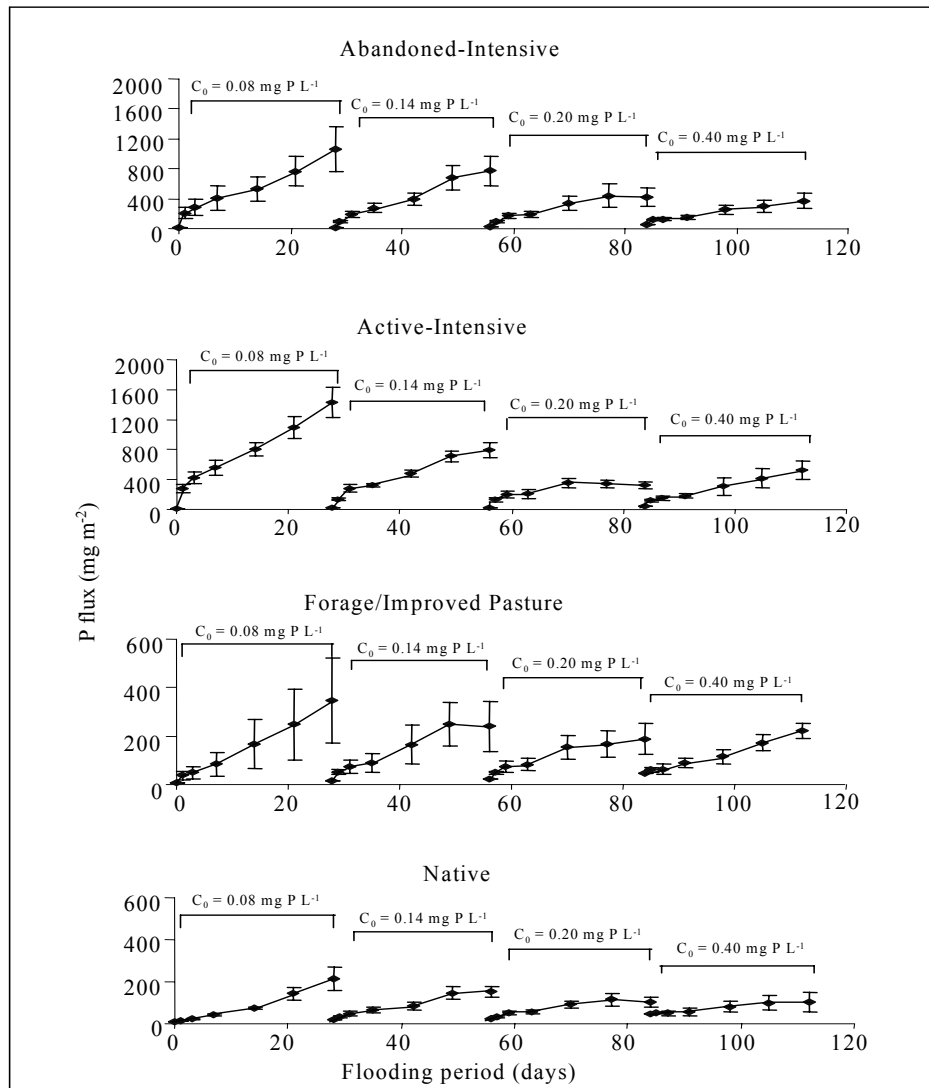 Abandoned-Intensive
2000
1600
1200
800
400
0
C₀ = 0.08 mg P L⁻¹
C₀ = 0.14 mg P L⁻¹
C₀ = 0.20 mg P L⁻¹
C₀ = 0.40 mg P L⁻¹
0 20 40 60 80 100 120
Active-Intensive
2000
1600
1200
800
400
0
C₀ = 0.08 mg P L⁻¹
C₀ = 0.14 mg P L⁻¹
C₀ = 0.20 mg P L⁻¹
C₀ = 0.40 mg P L⁻¹
0 20 40 60 80 100 120
P flux (mg m⁻²)
Forage/Improved Pasture
600
400
200
0
C₀ = 0.08 mg P L⁻¹
C₀ = 0.14 mg P L⁻¹
C₀ = 0.20 mg P L⁻¹
C₀ = 0.40 mg P L⁻¹
0 20 40 60 80 100 120
Native
600
400
200
0
C₀ = 0.08 mg P L⁻¹
C₀ = 0.14 mg P L⁻¹
C₀ = 0.20 mg P L⁻¹
C₀ = 0.40 mg P L⁻¹
0 20 40 60 80 100 120
Flooding period (days)